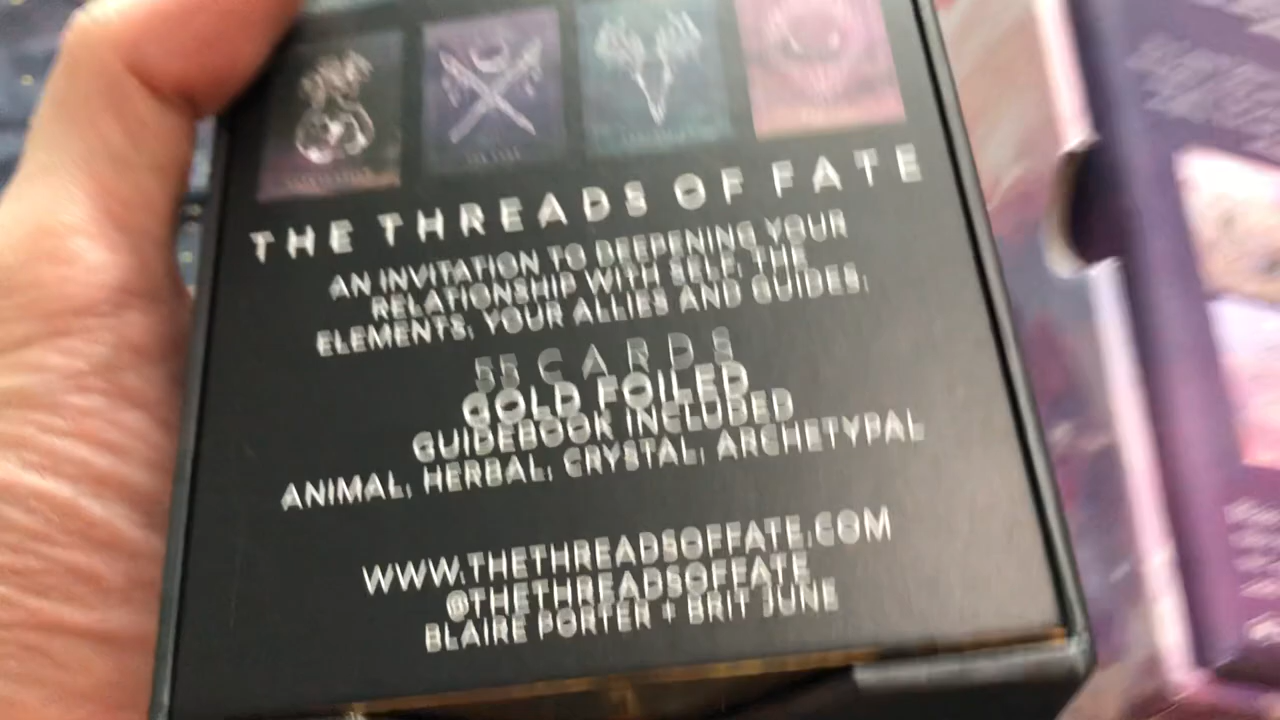 THE THREADS OF FATE
AN INVITATION TO DEEPENING YOUR
RELATIONSHIP WITH SELF, THE
ELEMENTS, YOUR ALLIES AND GUIDES.
55 CARDS
GOLD FOILED
GUIDEBOOK INCLUDED
ANIMAL, HERBAL, CRYSTAL, ARCHETYPAL
WWW.THETHREADSOFFATE.COM
@THETHREADSOFFATE
BLAIRE PORTER + BRIT JUNE